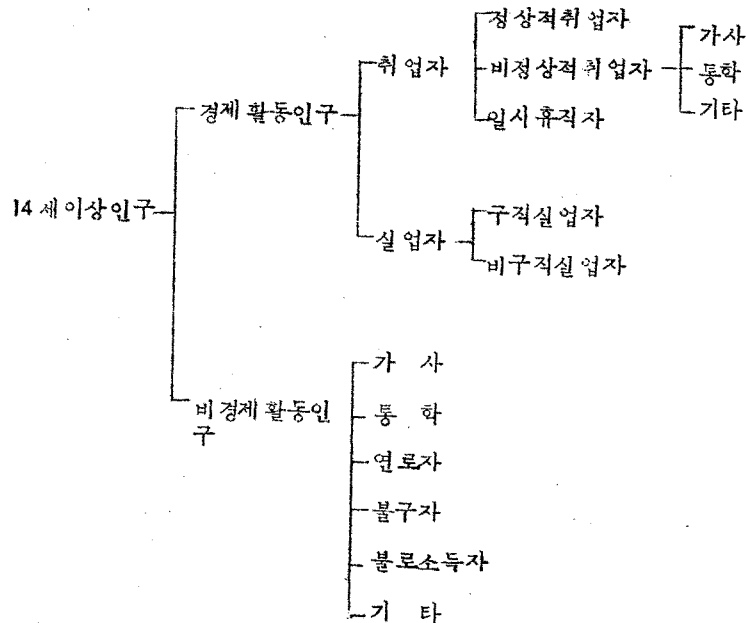 14 세이상인구
경제 활동인구
취업자
정상적취업자
비정상적취업자
가사
통학
기타
일시휴직자
실업자
구직실업자
비구직실업자
비경제활동인
구
가 사
통 학
연로자
불구자
불로소득자
기 타